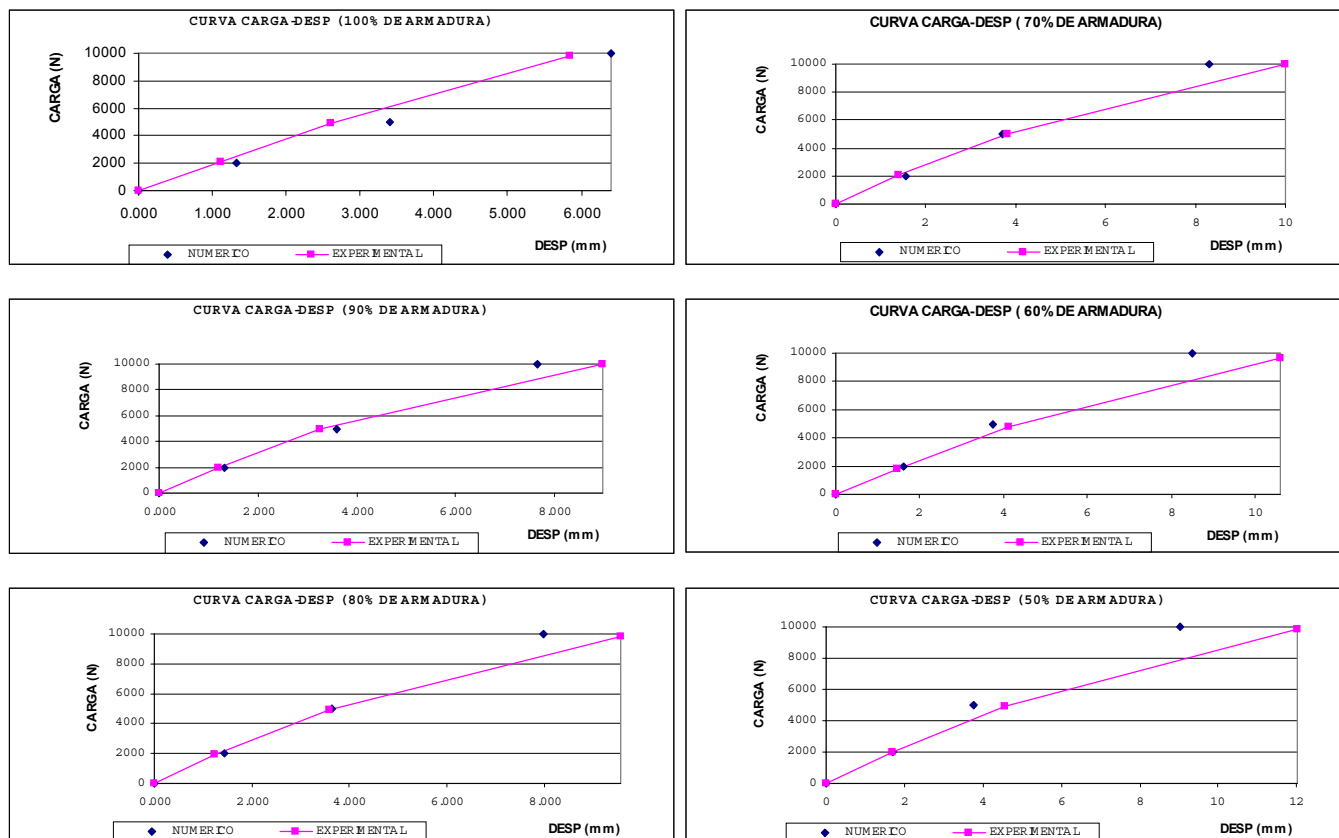 CURVA CARGA-DESP (100% DE ARMADURA)
CARGA (N)
10000
8000
6000
4000
2000
0
0.000 1.000 2.000 3.000 4.000 5.000 6.000
DESP (mm)
NUMERICO EXPERIMENTAL
CURVA CARGA-DESP ( 70% DE ARMADURA)
CARGA (N)
10000
8000
6000
4000
2000
0
0 2 4 6 8 10
DESP (mm)
NUMERICO EXPERIMENTAL
CURVA CARGA-DESP (90% DE ARMADURA)
CARGA (N)
10000
8000
6000
4000
2000
0
0.000 2.000 4.000 6.000 8.000
DESP (mm)
NUMERICO EXPERIMENTAL
CURVA CARGA-DESP ( 60% DE ARMADURA)
CARGA (N)
10000
8000
6000
4000
2000
0
0 2 4 6 8 10
DESP (mm)
NUMERICO EXPERIMENTAL
CURVA CARGA-DESP (80% DE ARMADURA)
CARGA (N)
10000
8000
6000
4000
2000
0
0.000 2.000 4.000 6.000 8.000
DESP (mm)
NUMERICO EXPERIMENTAL
CURVA CARGA-DESP (50% DE ARMADURA)
CARGA (N)
10000
8000
6000
4000
2000
0
0 2 4 6 8 10 12
DESP (mm)
NUMERICO EXPERIMENTAL